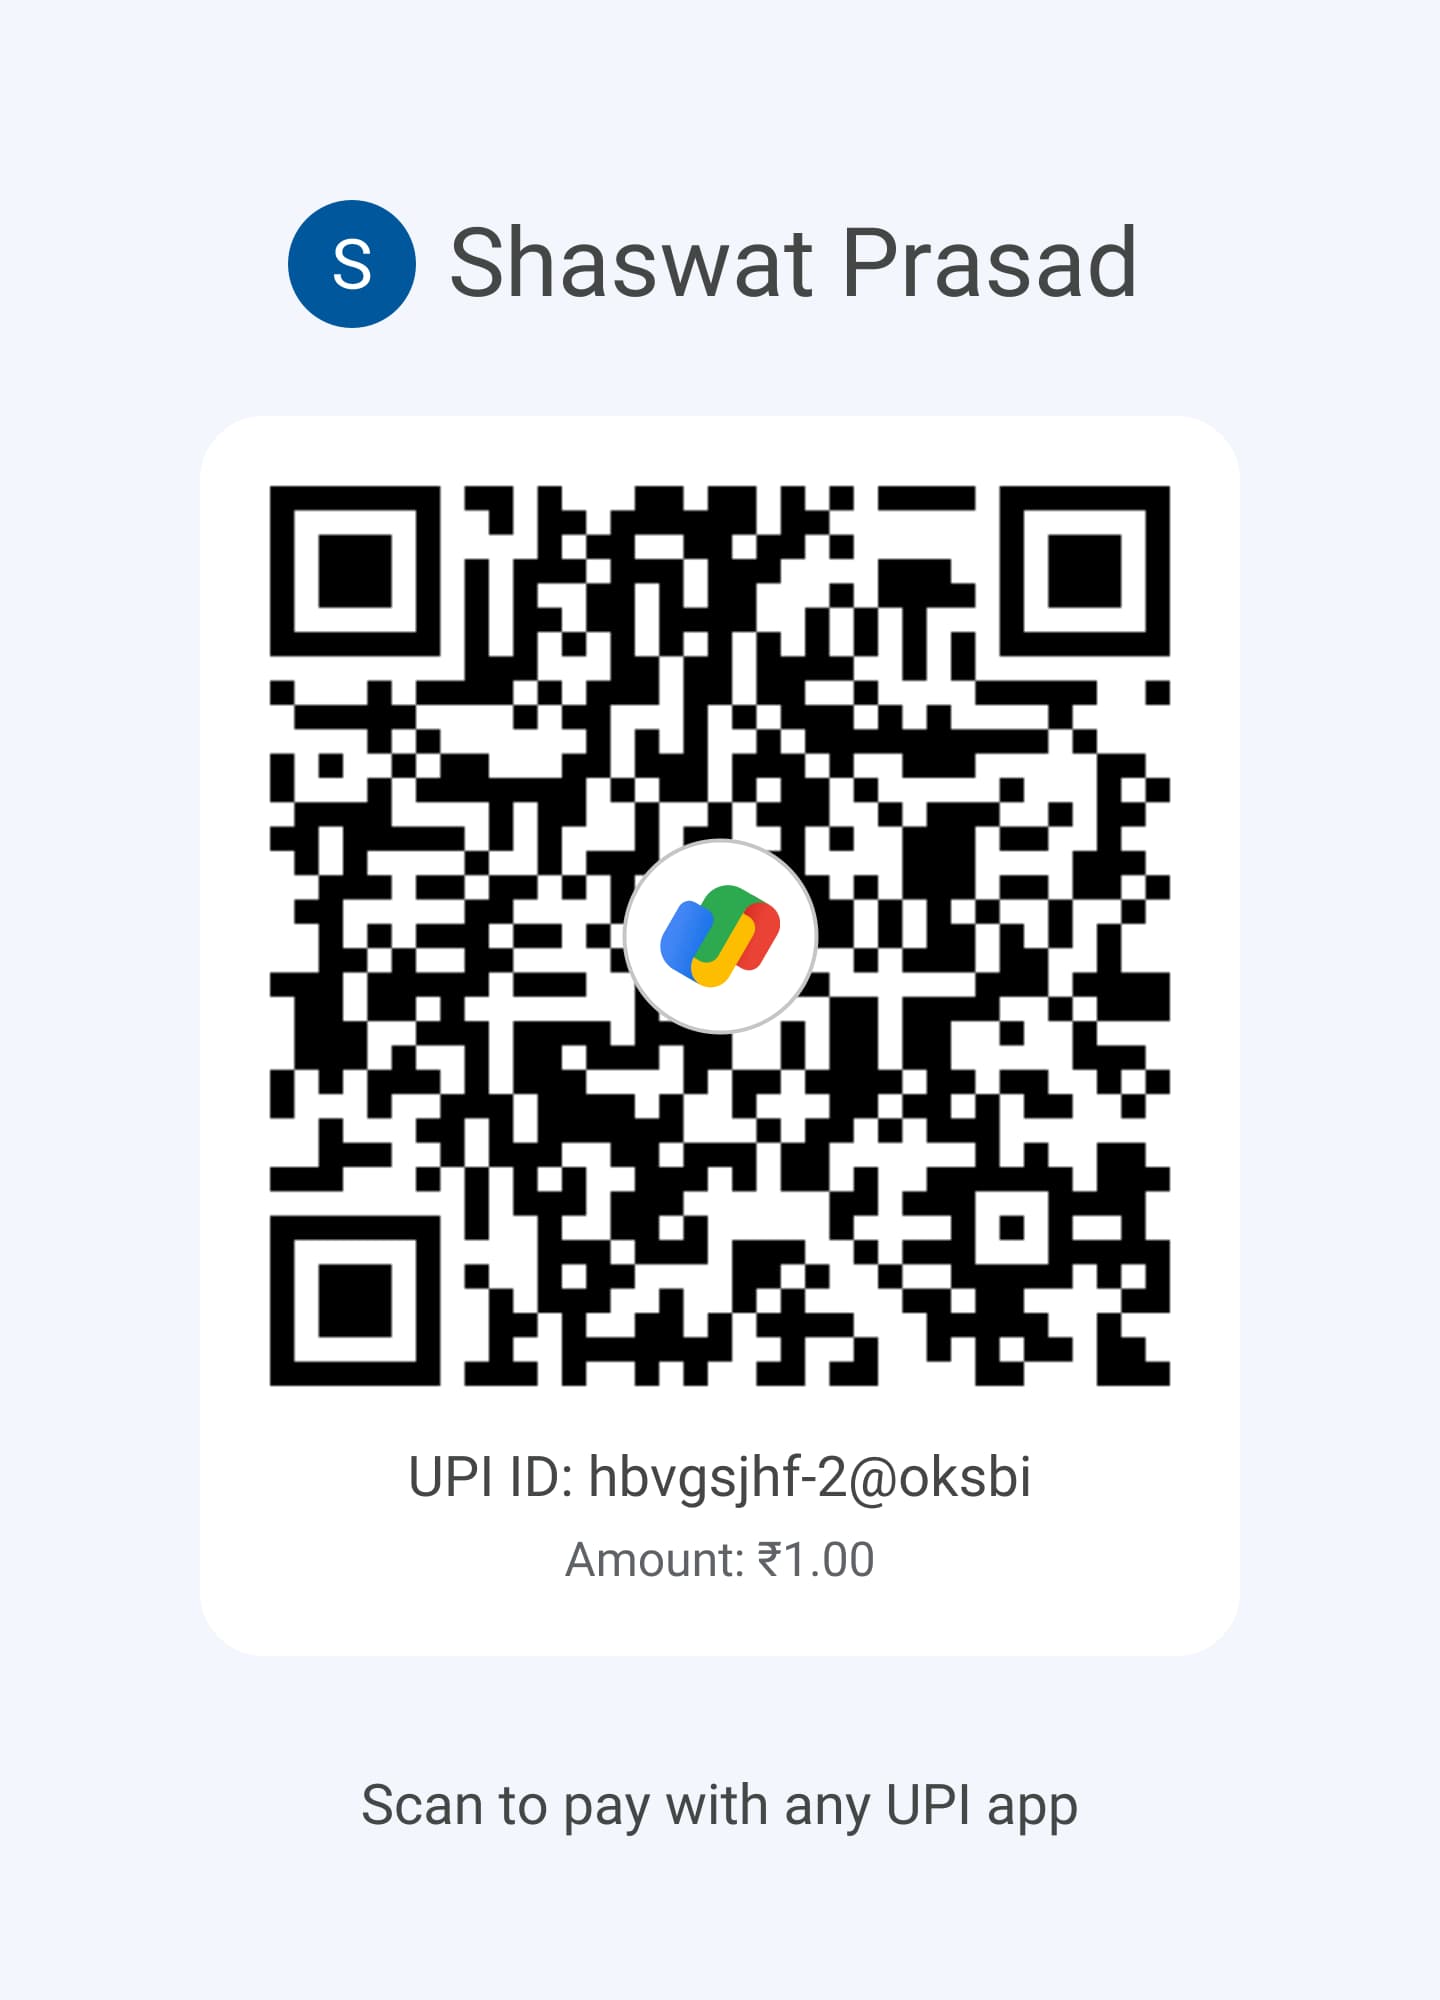 S Shaswat Prasad
UPI ID: hbvgsjhf-2@oksbi
Amount: ₹1.00
Scan to pay with any UPI app